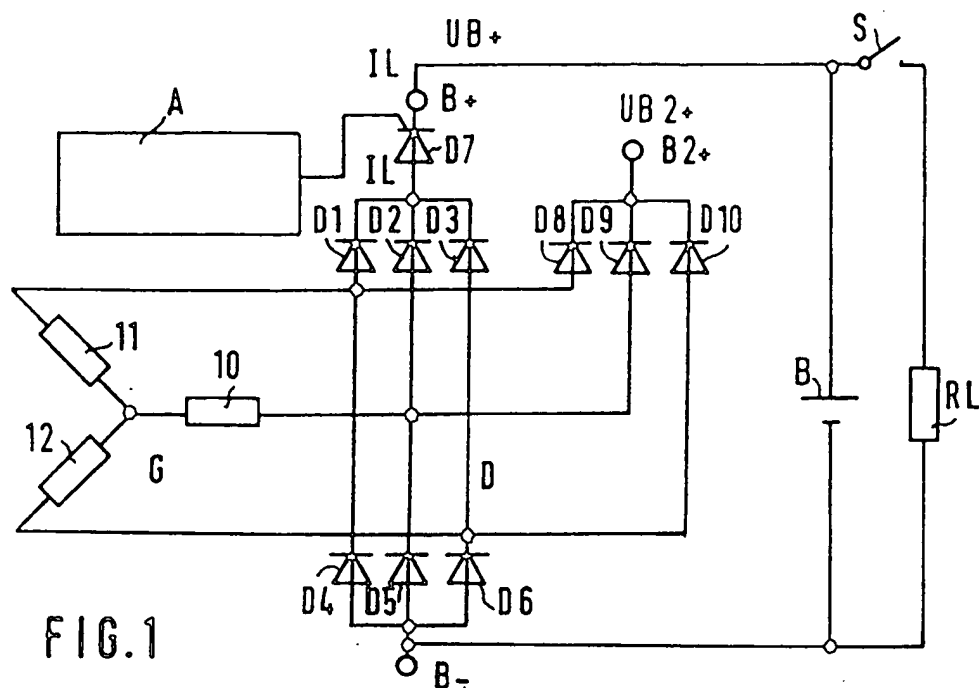 UB+
S
IL
B+
A
UB2+
B2+
D7
IL
D1
D2
D3
D8
D9
D10
11
10
B
RL
12
G
D
D4
D5
D6
FIG.1
B-